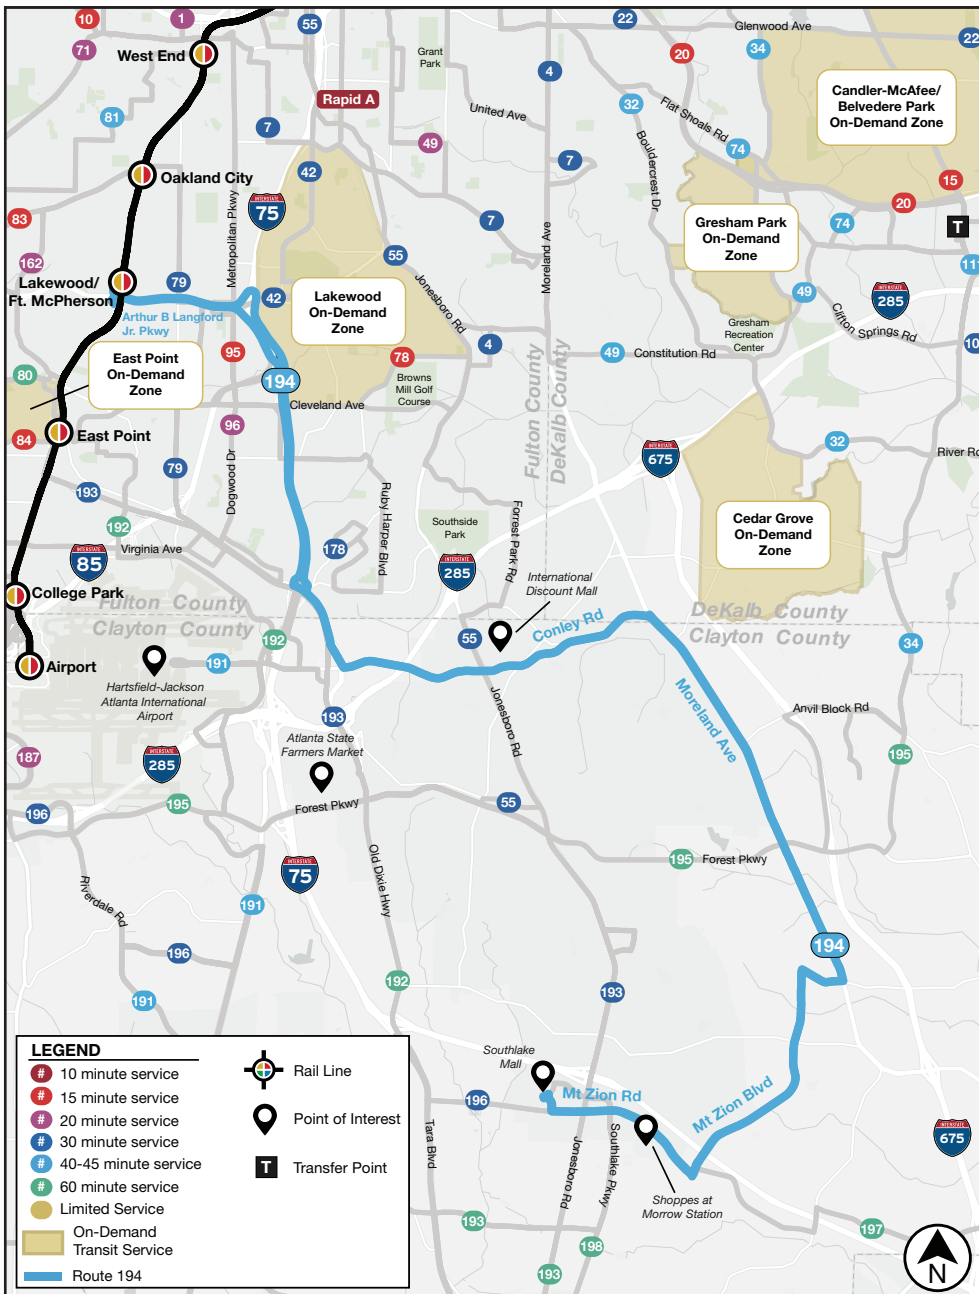 10
1
55
22
Glenwood Ave
22
71
West End
Grant
Park
4
20
34
Candler-McAfee/
Belvedere Park
On-Demand
Zone
Rapid A
81
7
United Ave
32
Flat Shoals Rd
49
74
42
7
Bouldercrest Dr
Oakland City
15
INTERSTATE
75
Metropolitan Pkwy
83
7
Moreland Ave
Gresham Park
On-Demand
Zone
20
74
T
162
55
Jonesboro Rd
111
Lakewood/
Ft. McPherson
79
42
Lakewood
On-Demand
Zone
49
INTERSTATE
285
Arthur B Langford
Jr. Pkwy
Gresham
Recreation
Center
Clifton Springs Rd
East Point
On-Demand
Zone
95
78
4
49
Constitution Rd
10
80
194
Browns
Mill Golf
Course
Cleveland Ave
Fulton County
DeKalb County
84
East Point
96
32
River Rd
INTERSTATE
675
79
193
Dogwood Dr
Ruby Harper Blvd
Southside
Park
Forrest Park Rd
Cedar Grove
On-Demand
Zone
192
Virginia Ave
178
INTERSTATE
85
INTERSTATE
285
International
Discount Mall
College Park
Fulton County
Clayton County
DeKalb County
Clayton County
Conley Rd
192
55
34
Airport
191
Hartsfield-Jackson
Atlanta International
Airport
Jonesboro Rd
Moreland Ave
193
Anvil Block Rd
Atlanta State
Farmers Market
187
INTERSTATE
285
195
196
195
Forest Pkwy
55
Old Dixie Hwy
195
Forest Pkwy
INTERSTATE
75
Riverdale Rd
191
194
196
192
193
191
Southlake
Mall
Mt Zion Rd
Mt Zion Blvd
196
Tara Blvd
Jonesboro Rd
Southlake Pkwy
INTERSTATE
675
Shoppes at
Morrow Station
193
198
197
193
N
LEGEND
# 10 minute service
# 15 minute service
# 20 minute service
# 30 minute service
# 40-45 minute service
# 60 minute service
Limited Service
On-Demand
Transit Service
Route 194
Rail Line
Point of Interest
T Transfer Point